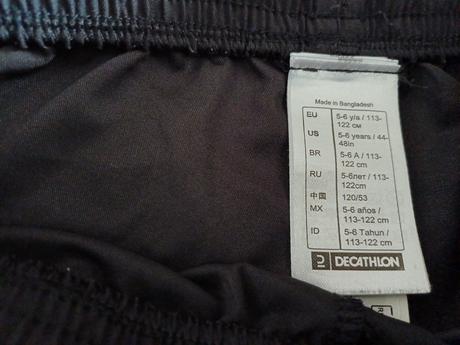 Made in Bangladesh
EU 5-6 y/a / 113-
122 см
US 5-6 years / 44-
48in
BR 5-6 A / 113-
122 cm
RU 5-6лет / 113-
122cm
中国 120/53
MX 5-6 años /
113-122 cm
ID 5-6 Tahun /
113-122 cm
DECATHLON